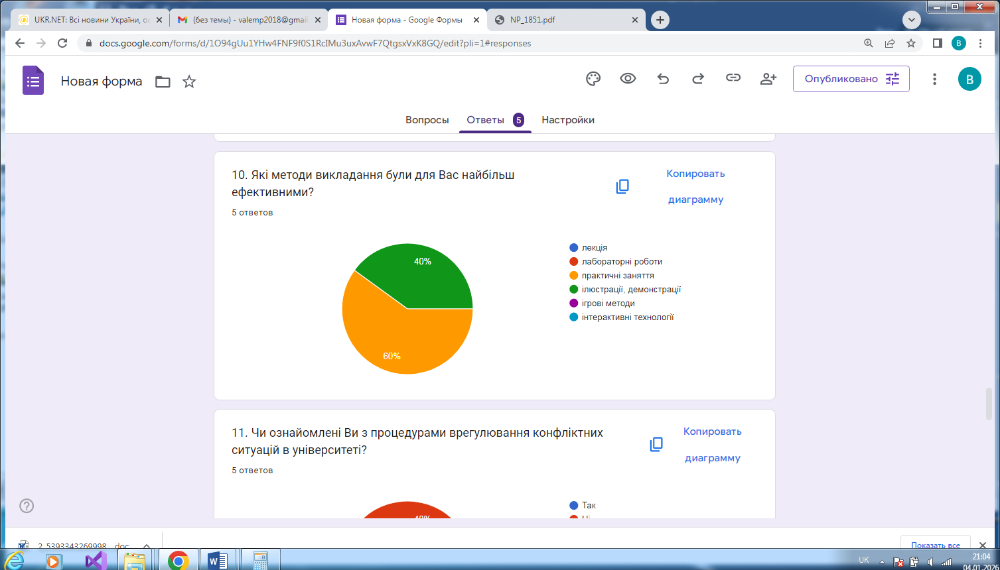 UKR.NET: Всі новини України, ос
(без темы) - valemp2018@gmail.
Новая форма - Google Формы
NP_1851.pdf
docs.google.com/forms/d/1O94gUu1YHw4FNF9f0S1RcIMu3uxAvwF7QtgsxVxK8GQ/edit?pli=1#responses
B
Новая форма
Опубликовано
B
Вопросы
Ответы 5
Настройки
10. Які методи викладання були для Вас найбільш
ефективними?
5 ответов
Копировать
диаграмму
40%
60%
лекція
лабораторні роботи
практичні заняття
ілюстрації, демонстрації
ігрові методи
інтерактивні технології
11. Чи ознайомлені Ви з процедурами врегулювання конфліктних
ситуацій в університеті?
5 ответов
Копировать
диаграмму
40%
Так
Ні
2_5393343269998....doc
Показать все
UK
21:04
04.01.2026